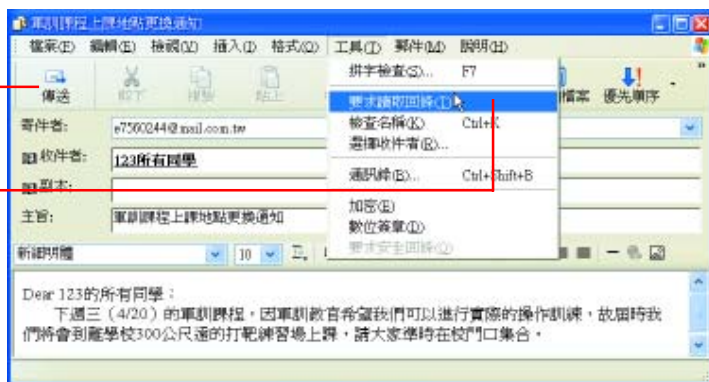 軍訓課程上課地點更換通知
檔案(F) 編輯(E) 檢視(V) 插入(I) 格式(O) 工具(T) 郵件(M) 說明(H)
傳送 剪下 複製 貼上 檔案 優先順序
拼字檢查(S)... F7
要求讀取回條(T)
檢查名稱(K) Ctrl+K
選擇收件者(R)...
通訊錄(B)... Ctrl+Shift+B
加密(E)
數位簽章(D)
要求安全回條(Q)
寄件者: e7560244@mail.com.tw
收件者: 123所有同學
副本:
主旨: 軍訓課程上課地點更換通知
新細明體 10
Dear 123的所有同學：
下週三（4/20）的軍訓課程，因軍訓教官希望我們可以進行實際的操作訓練，故屆時我
們將會到離學校300公尺遠的打靶練習場上課，請大家準時在校門口集合。